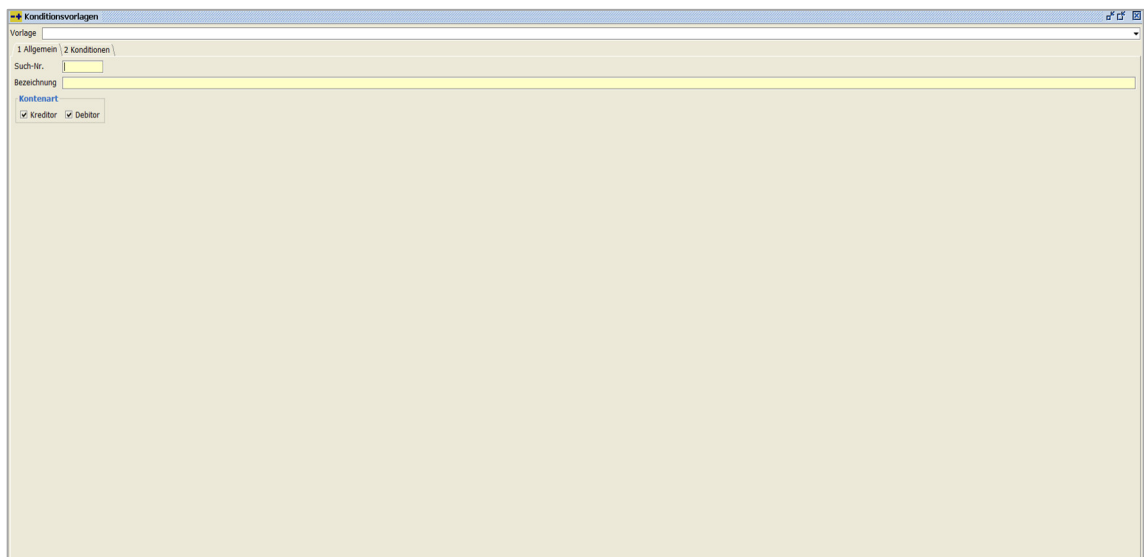 Konditionsvorlagen
Vorlage
1 Allgemein 2 Konditionen
Such-Nr.
Bezeichnung
Kontenart
Kreditor Debitor